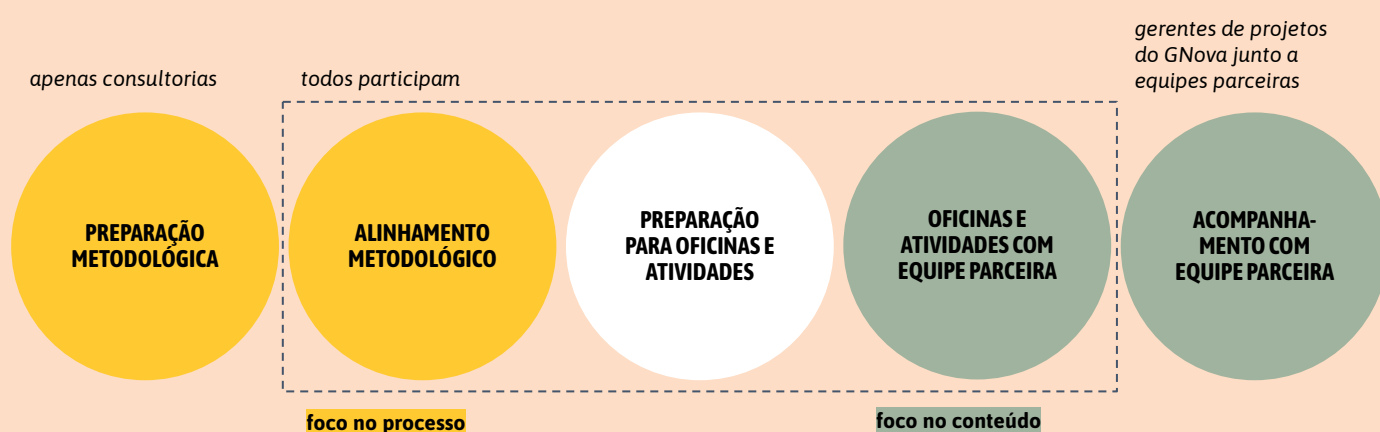 apenas consultorias
todos participam
gerentes de projetos
do GNova junto a
equipes parceiras
PREPARAÇÃO
METODOLÓGICA
ALINHAMENTO
METODOLÓGICO
PREPARAÇÃO
PARA OFICINAS E
ATIVIDADES
OFICINAS E
ATIVIDADES COM
EQUIPE PARCEIRA
ACOMPANHA-
MENTO COM
EQUIPE PARCEIRA
foco no processo
foco no conteúdo